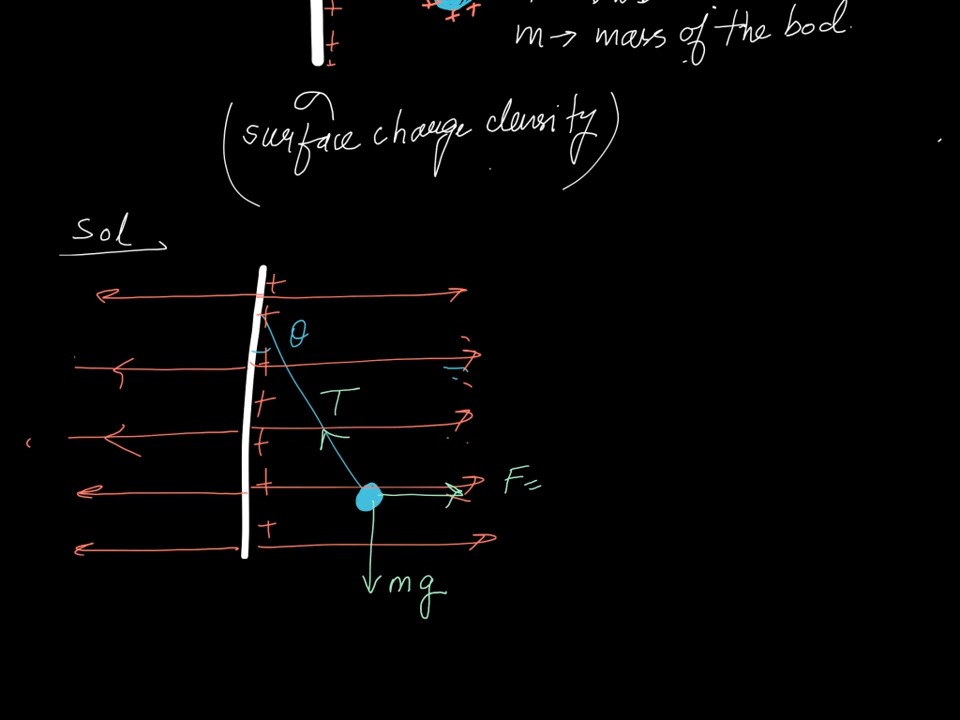 m → mass of the bod
(surface charge density)
Sol
θ
T
F=
mg